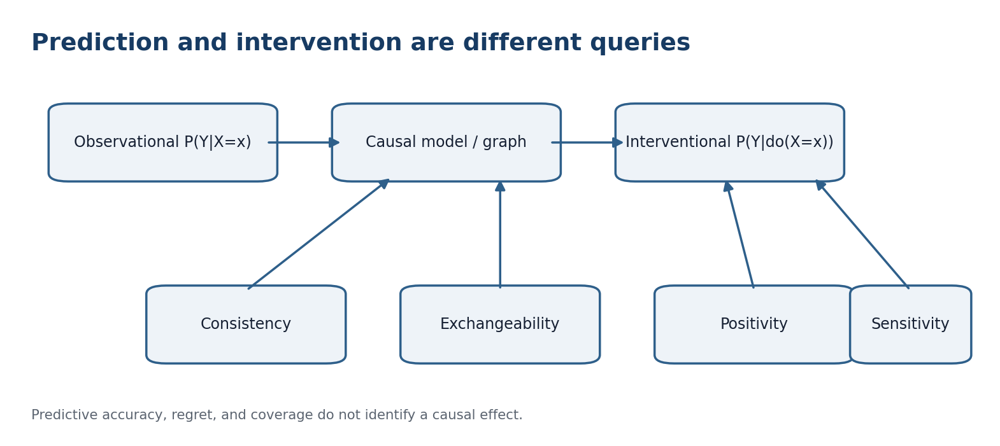 Prediction and intervention are different queries
Observational P(Y|X=x)
Causal model / graph
Interventional P(Y|do(X=x))
Consistency
Exchangeability
Positivity
Sensitivity
Predictive accuracy, regret, and coverage do not identify a causal effect.